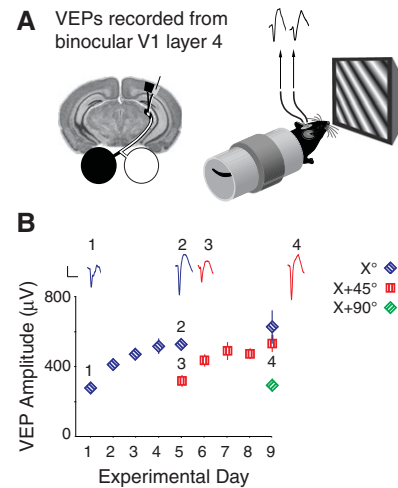 A VEPs recorded from
binocular V1 layer 4
B
1 2 3 4
X°
X+45°
X+90°
VEP Amplitude (μV)
800
400
0
1
2
3
4
1 2 3 4 5 6 7 8 9
Experimental Day